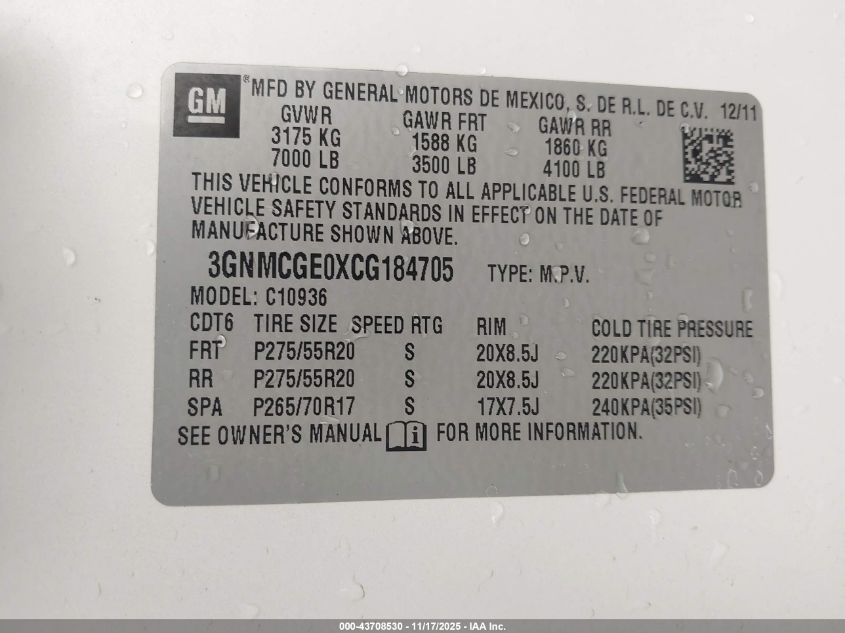 GM ® MFD BY GENERAL MOTORS DE MEXICO, S. DE R.L. DE C.V. 12/11
GVWR GAWR FRT GAWR RR
3175 KG 1588 KG 1860 KG
7000 LB 3500 LB 4100 LB
THIS VEHICLE CONFORMS TO ALL APPLICABLE U.S. FEDERAL MOTOR
VEHICLE SAFETY STANDARDS IN EFFECT ON THE DATE OF
MANUFACTURE SHOWN ABOVE.
3GNMCGE0XCG184705 TYPE: M.P.V.
MODEL: C10936
CDT6 TIRE SIZE SPEED RTG RIM COLD TIRE PRESSURE
FRT P275/55R20 S 20X8.5J 220KPA(32PSI)
RR P275/55R20 S 20X8.5J 220KPA(32PSI)
SPA P265/70R17 S 17X7.5J 240KPA(35PSI)
SEE OWNER'S MANUAL FOR MORE INFORMATION.
000-43708530 - 11/17/2025 - IAA Inc.